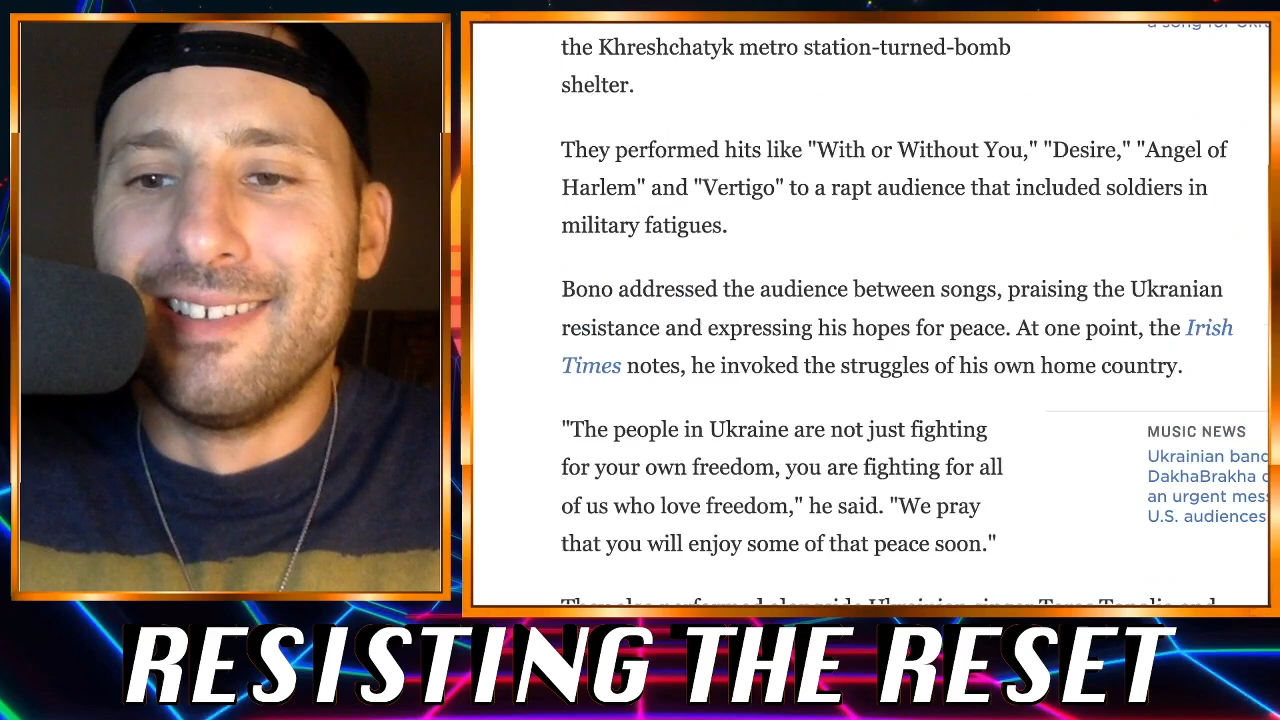 a song for Ukr
the Khreshchatyk metro station-turned-bomb
shelter.
They performed hits like "With or Without You," "Desire," "Angel of
Harlem" and "Vertigo" to a rapt audience that included soldiers in
military fatigues.
Bono addressed the audience between songs, praising the Ukranian
resistance and expressing his hopes for peace. At one point, the Irish
Times notes, he invoked the struggles of his own home country.
"The people in Ukraine are not just fighting
for your own freedom, you are fighting for all
of us who love freedom," he said. "We pray
that you will enjoy some of that peace soon."
MUSIC NEWS
Ukrainian band
DakhaBrakha
an urgent mes
U.S. audiences
RESISTING THE RESET